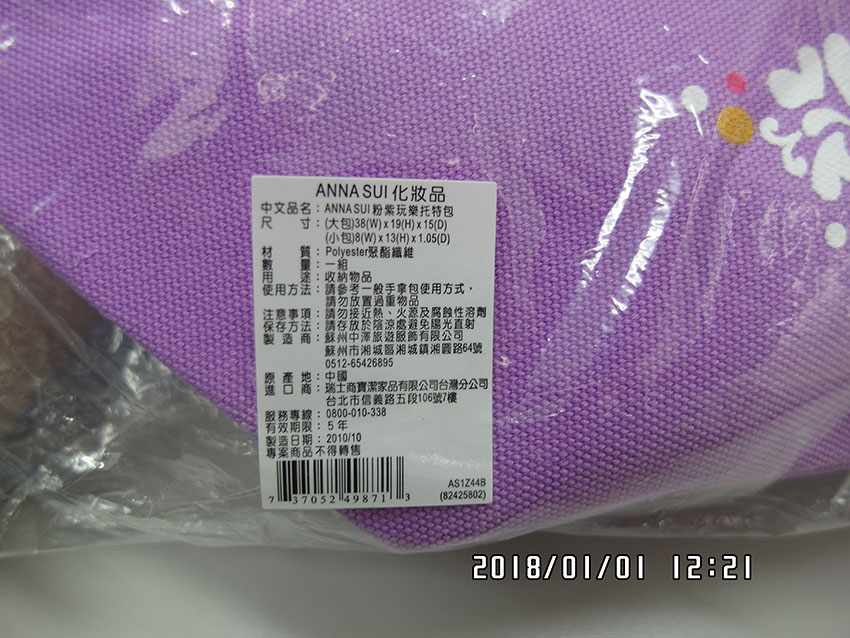 ANNA SUI 化妝品
中文品名：ANNA SUI 粉紫玩樂托特包
尺　　寸：(大包)38(W) x 19(H) x 15(D)
(小包)8(W) x 13(H) x 1.05(D)
材　　質：Polyester聚酯纖維
數　　量：一組
用　　途：收納物品
使用方法：請參考一般手拿包使用方式，
請勿放置過重物品
注意事項：請勿接近熱、火源及腐蝕性溶劑
保存方法：請存放於陰涼處避免陽光直射
製 造 商：蘇州中澤旅遊服飾有限公司
蘇州市湘城區湘城鎮湘圓路64號
0512-65426895
原 產 地：中國
進 口 商：瑞士商寶潔家品有限公司台灣分公司
台北市信義路五段106號7樓
服務專線：0800-010-338
有效期限：5 年
製造日期：2010/10
專案商品不得轉售
AS1Z44B
7 37052 49871 3
(82425802)
2018/01/01 12:21